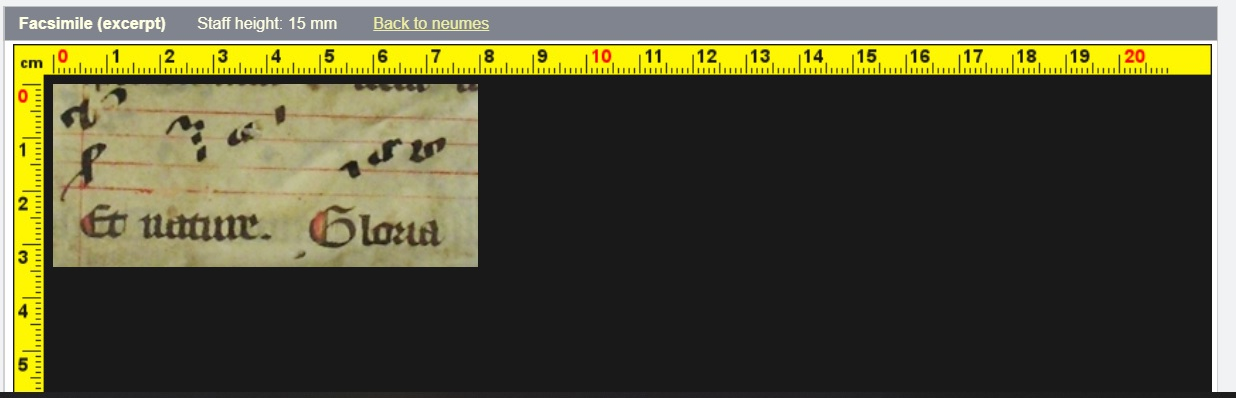 Facsimile (excerpt) Staff height: 15 mm Back to neumes
cm 0 1 2 3 4 5 6 7 8 9 10 11 12 13 14 15 16 17 18 19 20
0
1
2
3
4
5
Et nature. Gloria